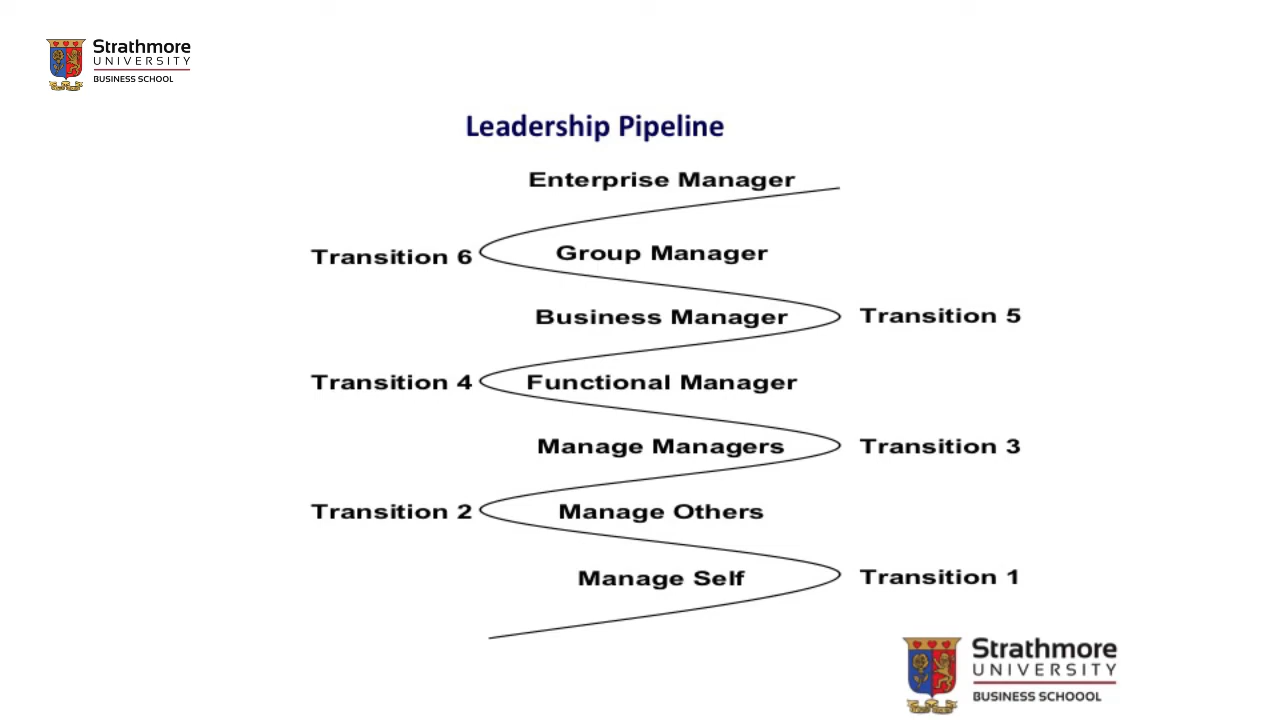 Strathmore
UNIVERSITY
BUSINESS SCHOOL
Leadership Pipeline
Enterprise Manager
Transition 6
Group Manager
Business Manager
Transition 5
Transition 4
Functional Manager
Manage Managers
Transition 3
Transition 2
Manage Others
Manage Self
Transition 1
Strathmore
UNIVERSITY
BUSINESS SCHOOOL